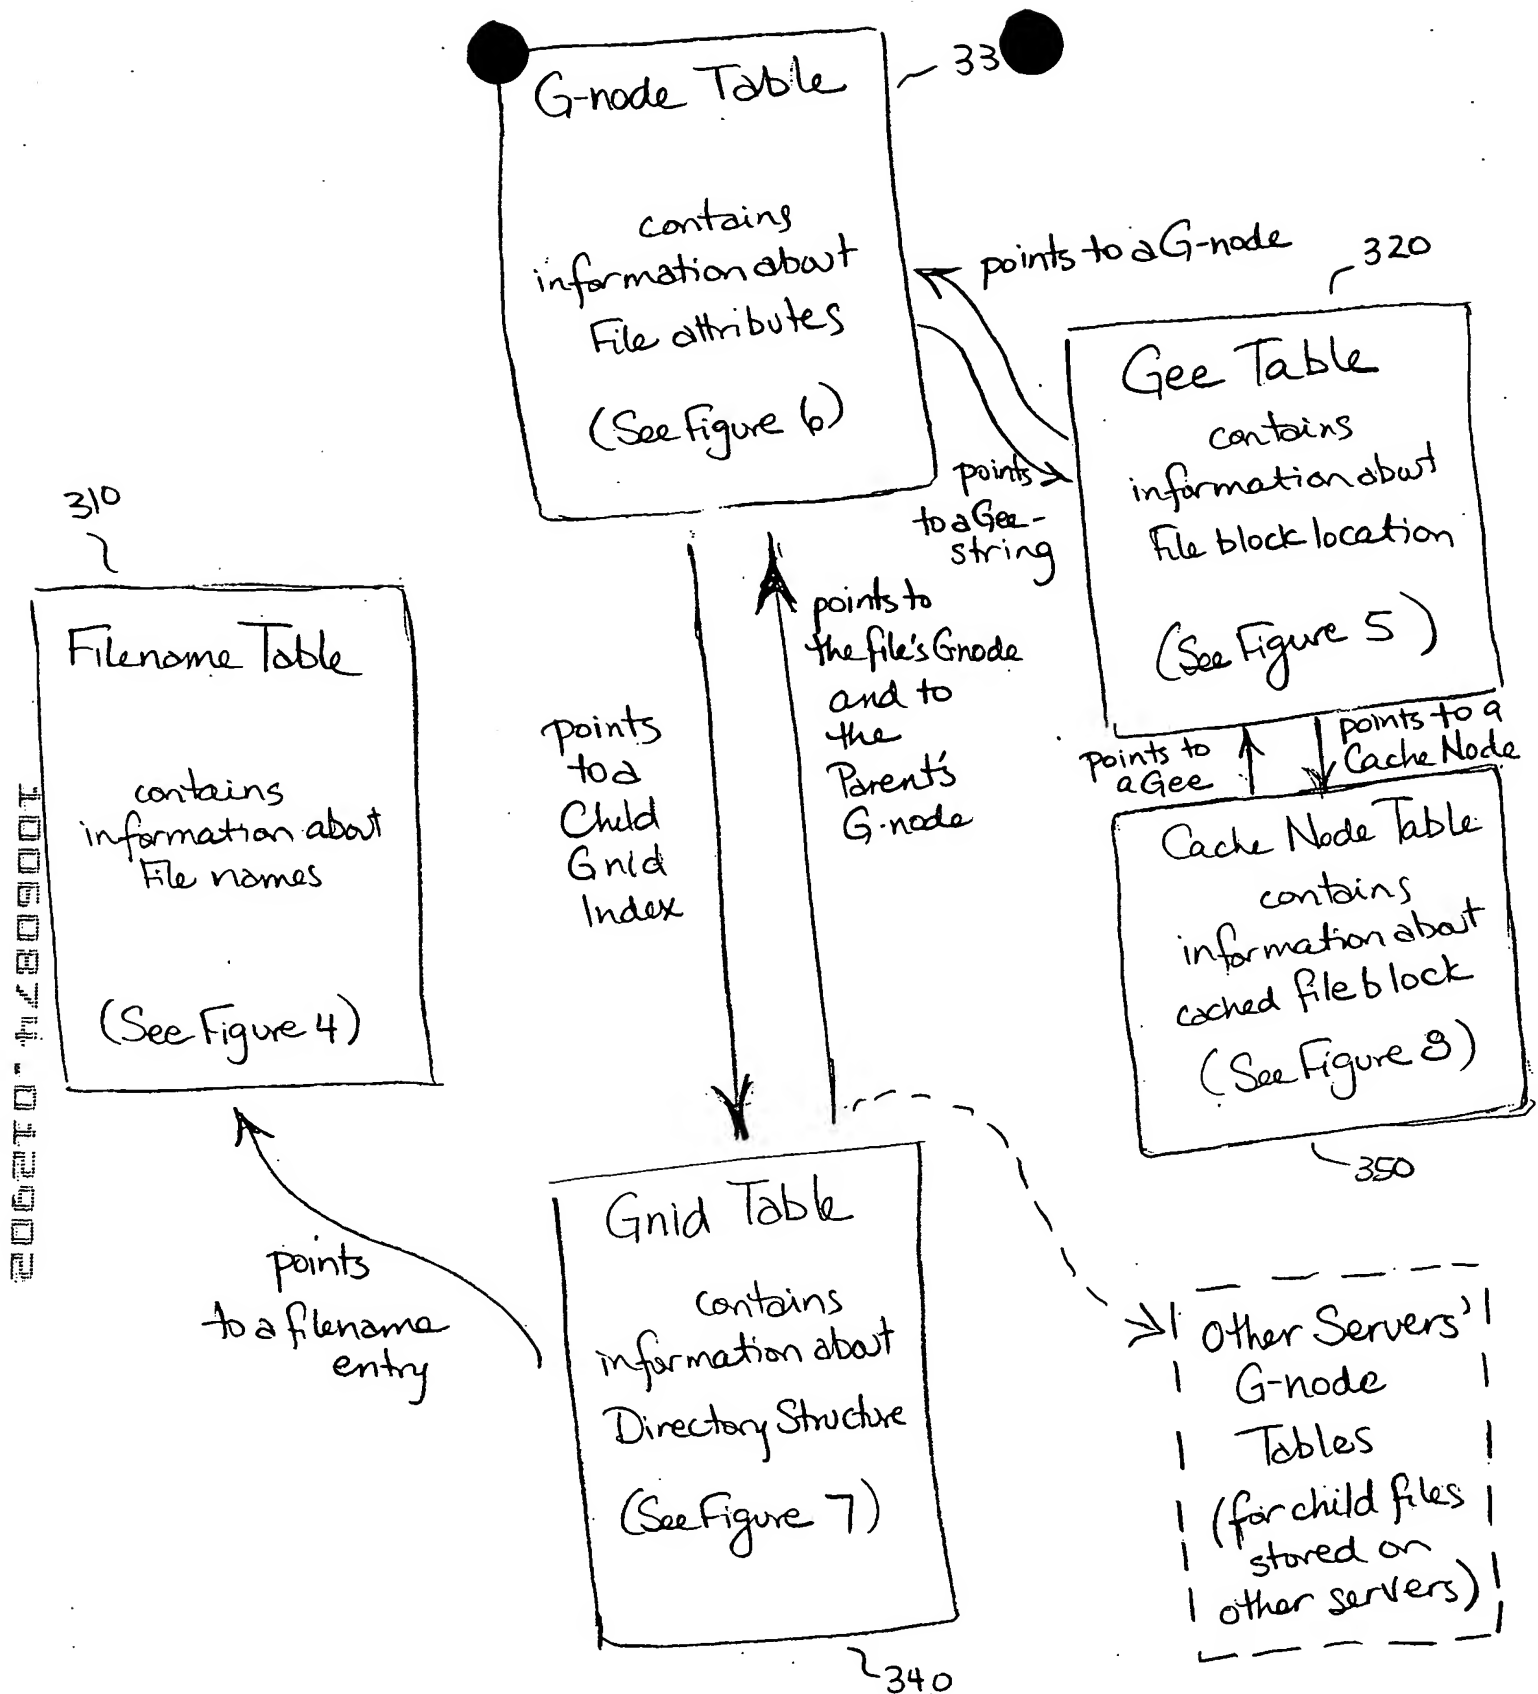 G-node Table
33
contains
information about
File attributes
(See Figure 6)
points to a G-node
320
Gee Table
contains
information about
File block location
(See Figure 5)
points
to a Gee-
string
310
Filename Table
contains
information about
File names
(See Figure 4)
points
to a
Child
Gnid
Index
points to
the file's Gnode
and to
the
Parent's
G-node
points to
a Gee
points to a
Cache Node
Cache Node Table
contains
information about
cached file block
(See Figure 8)
350
points
to a filename
entry
Gnid Table
contains
information about
Directory Structure
(See Figure 7)
340
Other Servers'
G-node
Tables
(for child files
stored on
other servers)
10060874.012902